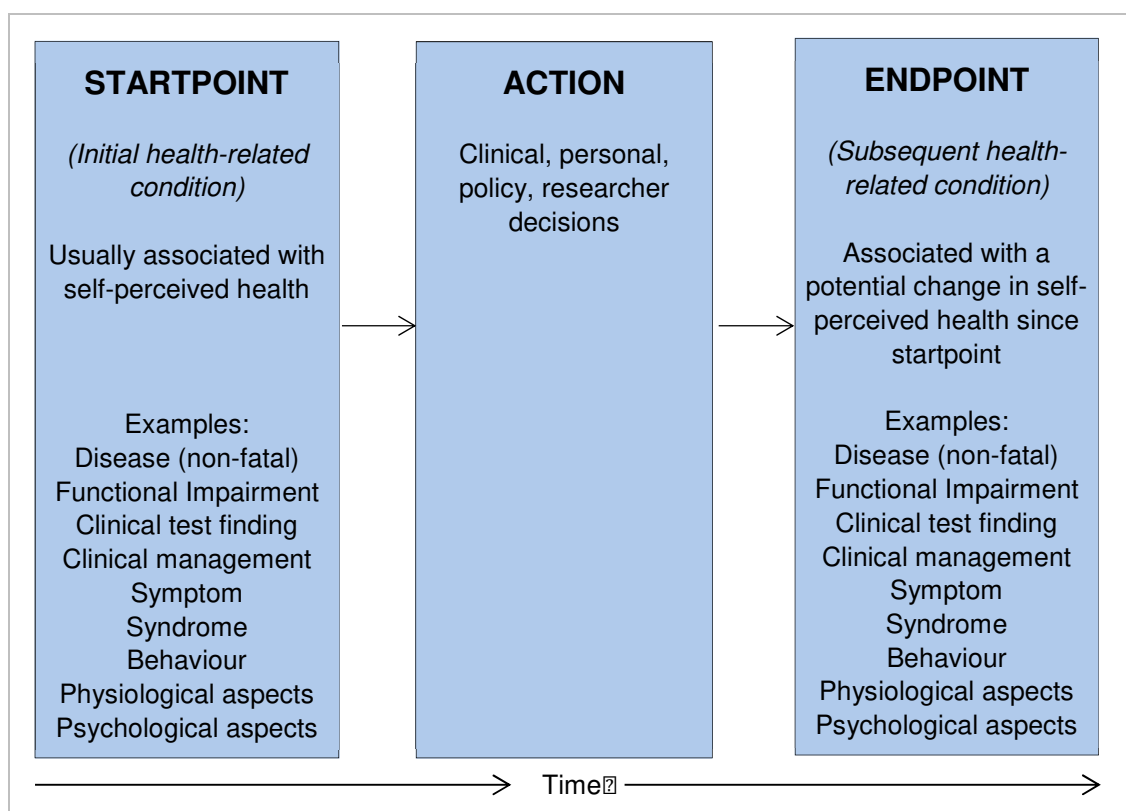 STARTPOINT
(Initial health-related
condition)
Usually associated with
self-perceived health
Examples:
Disease (non-fatal)
Functional Impairment
Clinical test finding
Clinical management
Symptom
Syndrome
Behaviour
Physiological aspects
Psychological aspects
ACTION
Clinical, personal,
policy, researcher
decisions
ENDPOINT
(Subsequent health-
related condition)
Associated with a
potential change in self-
perceived health since
startpoint
Examples:
Disease (non-fatal)
Functional Impairment
Clinical test finding
Clinical management
Symptom
Syndrome
Behaviour
Physiological aspects
Psychological aspects
Time